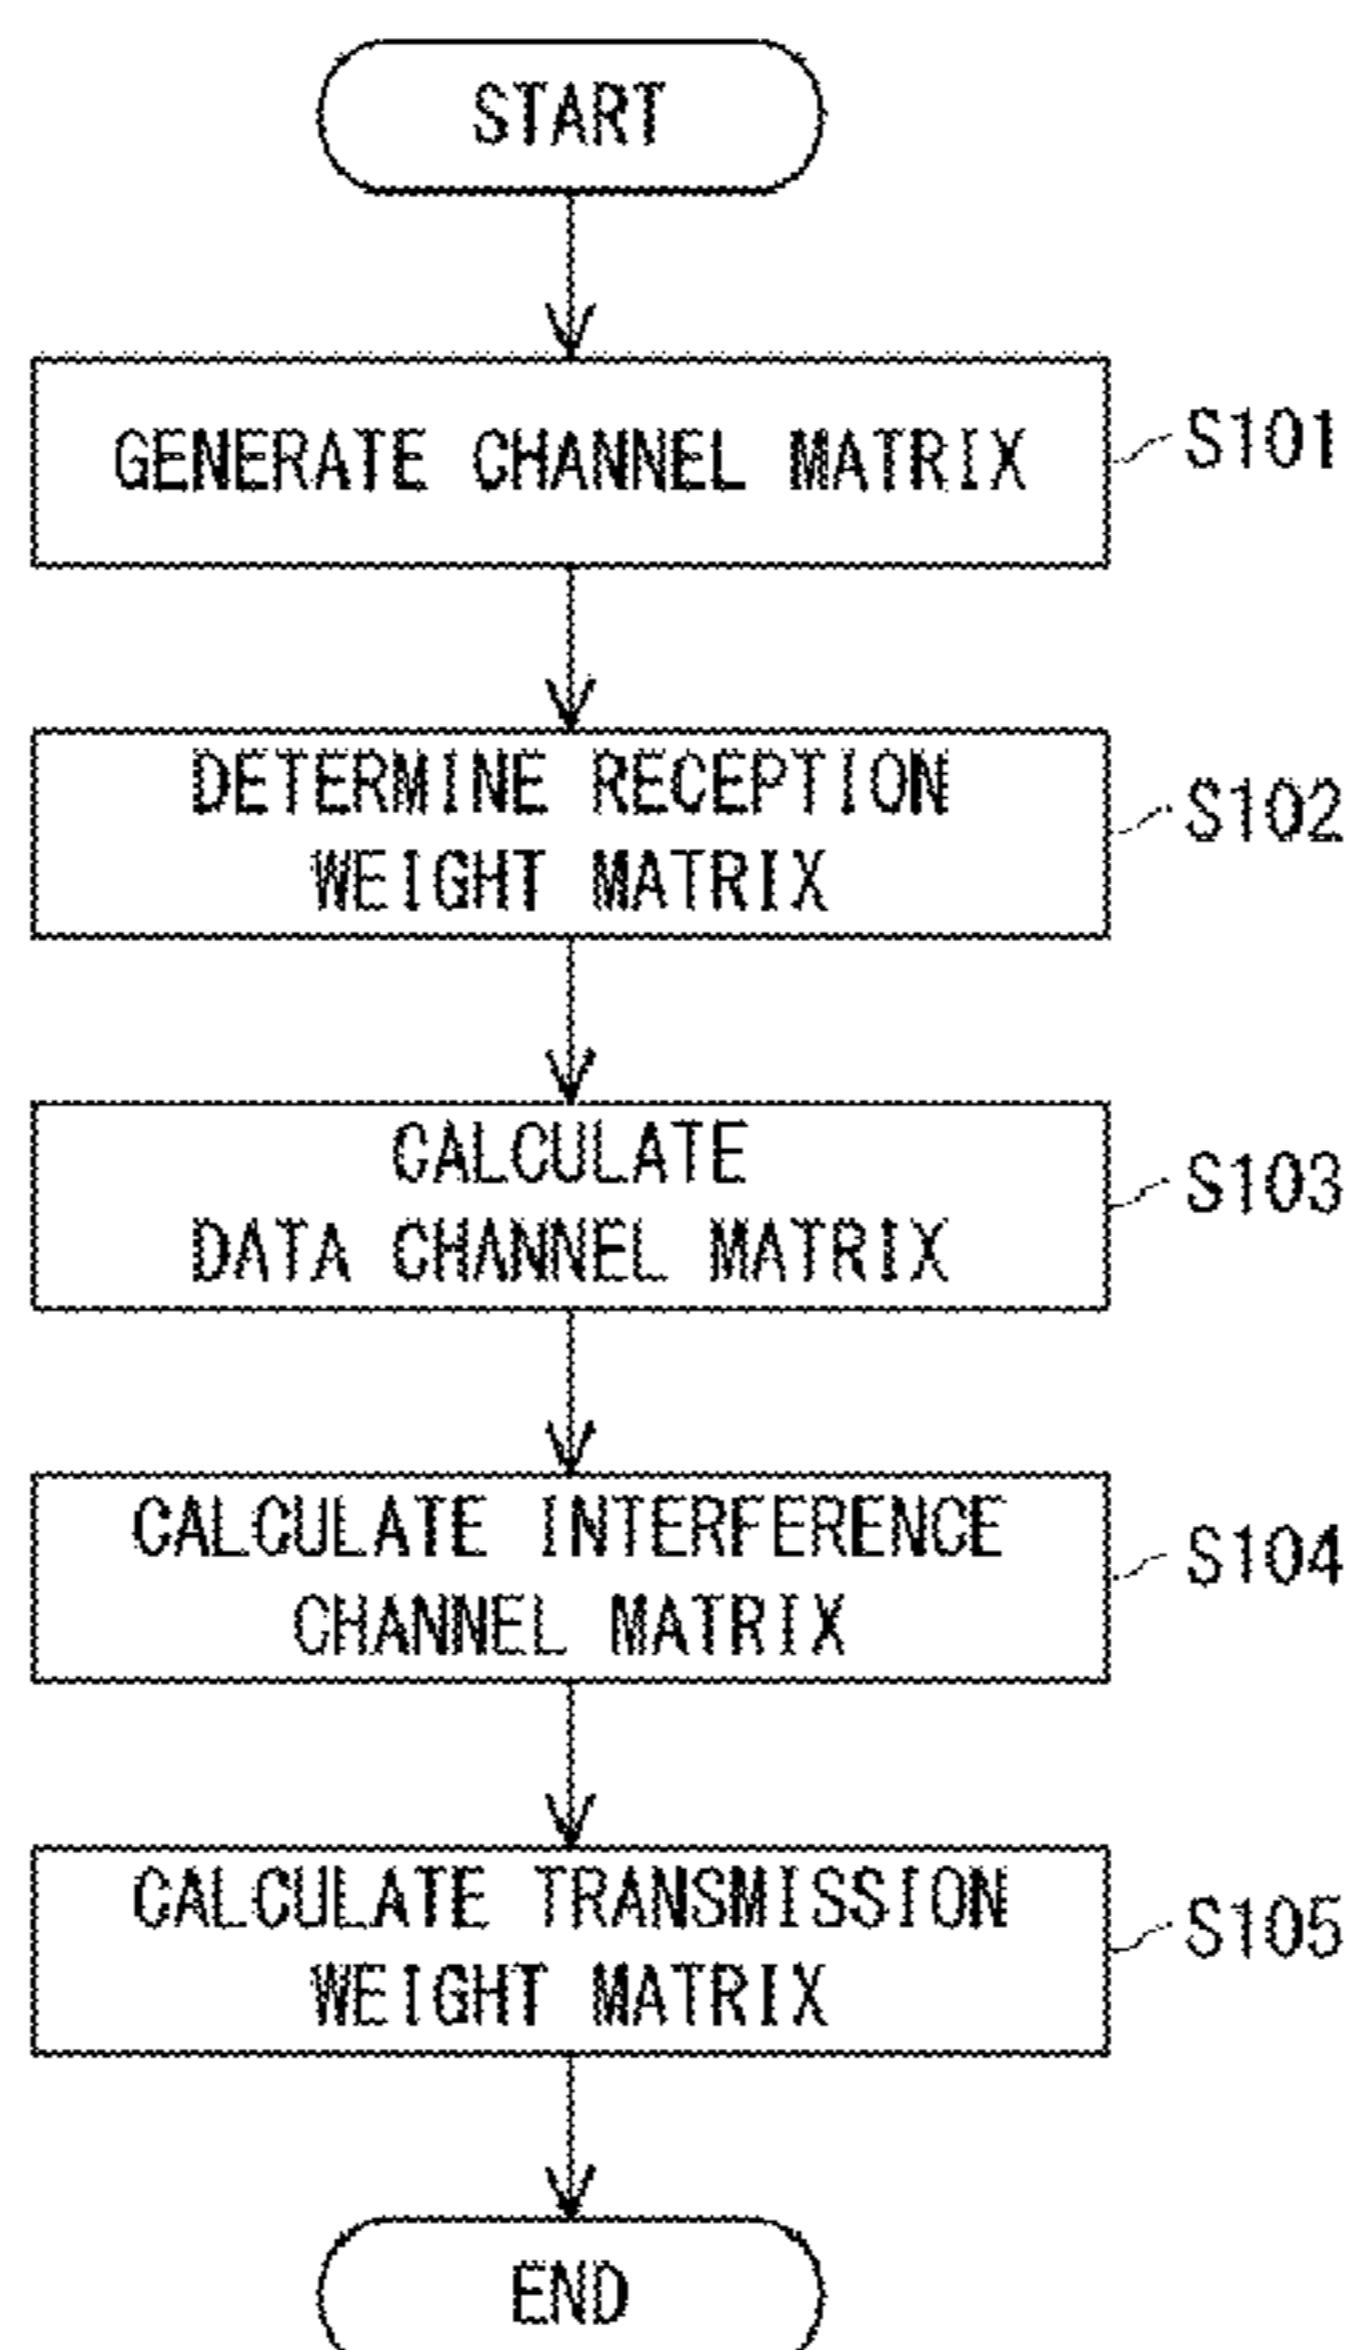 START
GENERATE CHANNEL MATRIX
S101
DETERMINE RECEPTION
WEIGHT MATRIX
S102
CALCULATE
DATA CHANNEL MATRIX
S103
CALCULATE INTERFERENCE
CHANNEL MATRIX
S104
CALCULATE TRANSMISSION
WEIGHT MATRIX
S105
END